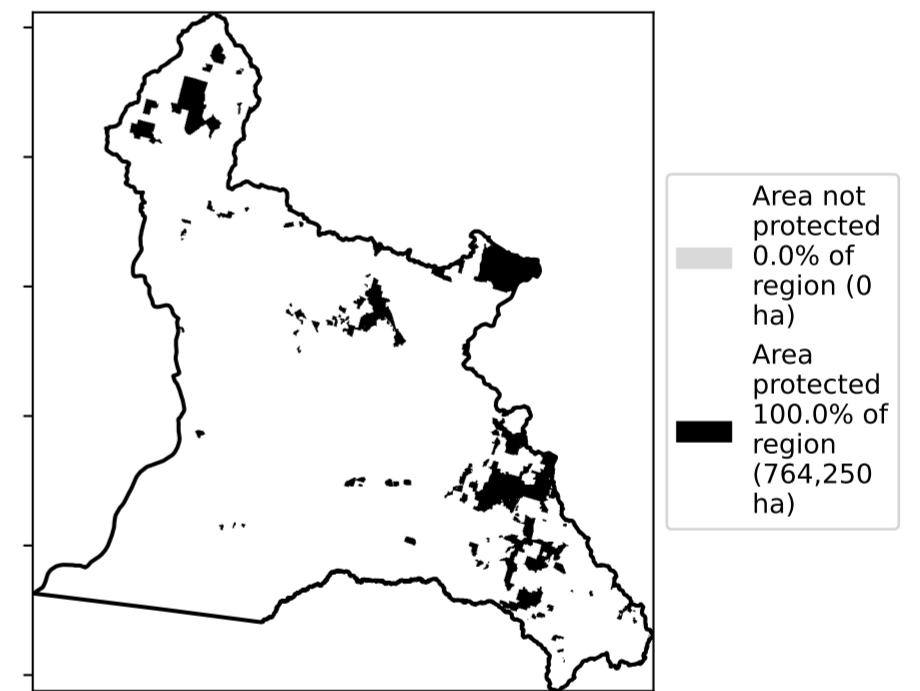 Area not
protected
0.0% of
region (0
ha)
Area
protected
100.0% of
region
(764,250
ha)